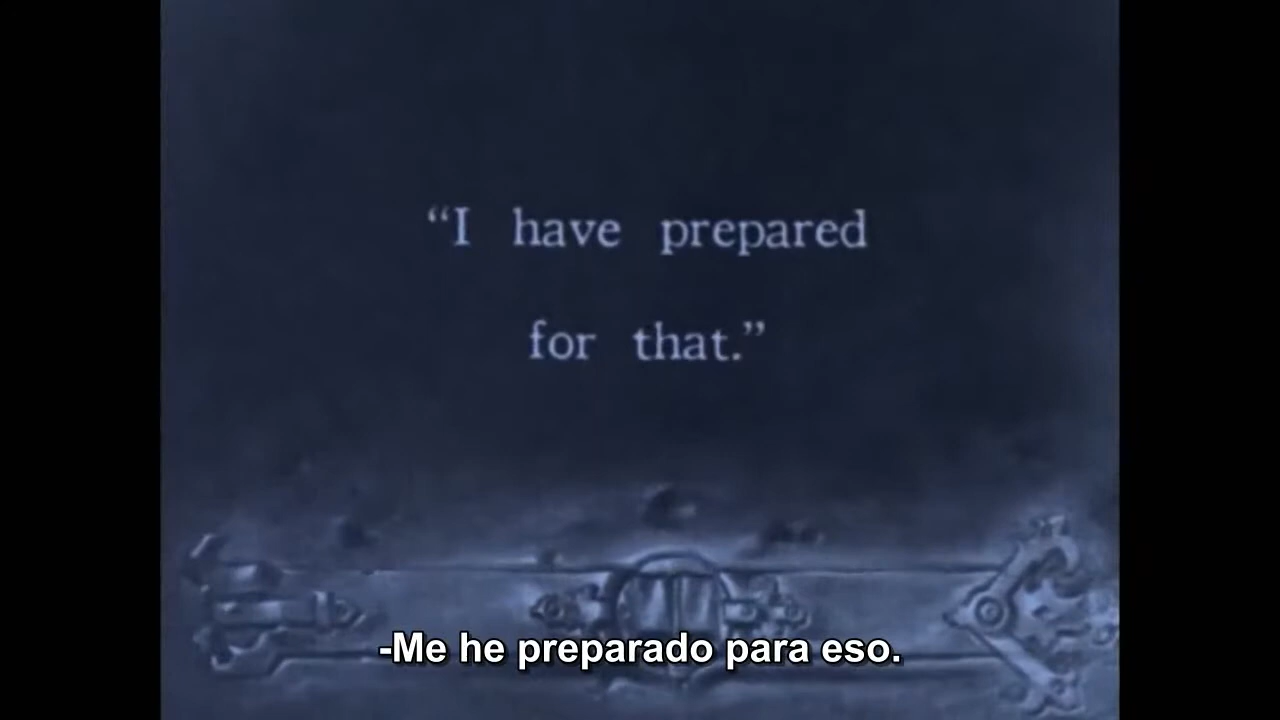 “I have prepared
for that.”
-Me he preparado para eso.